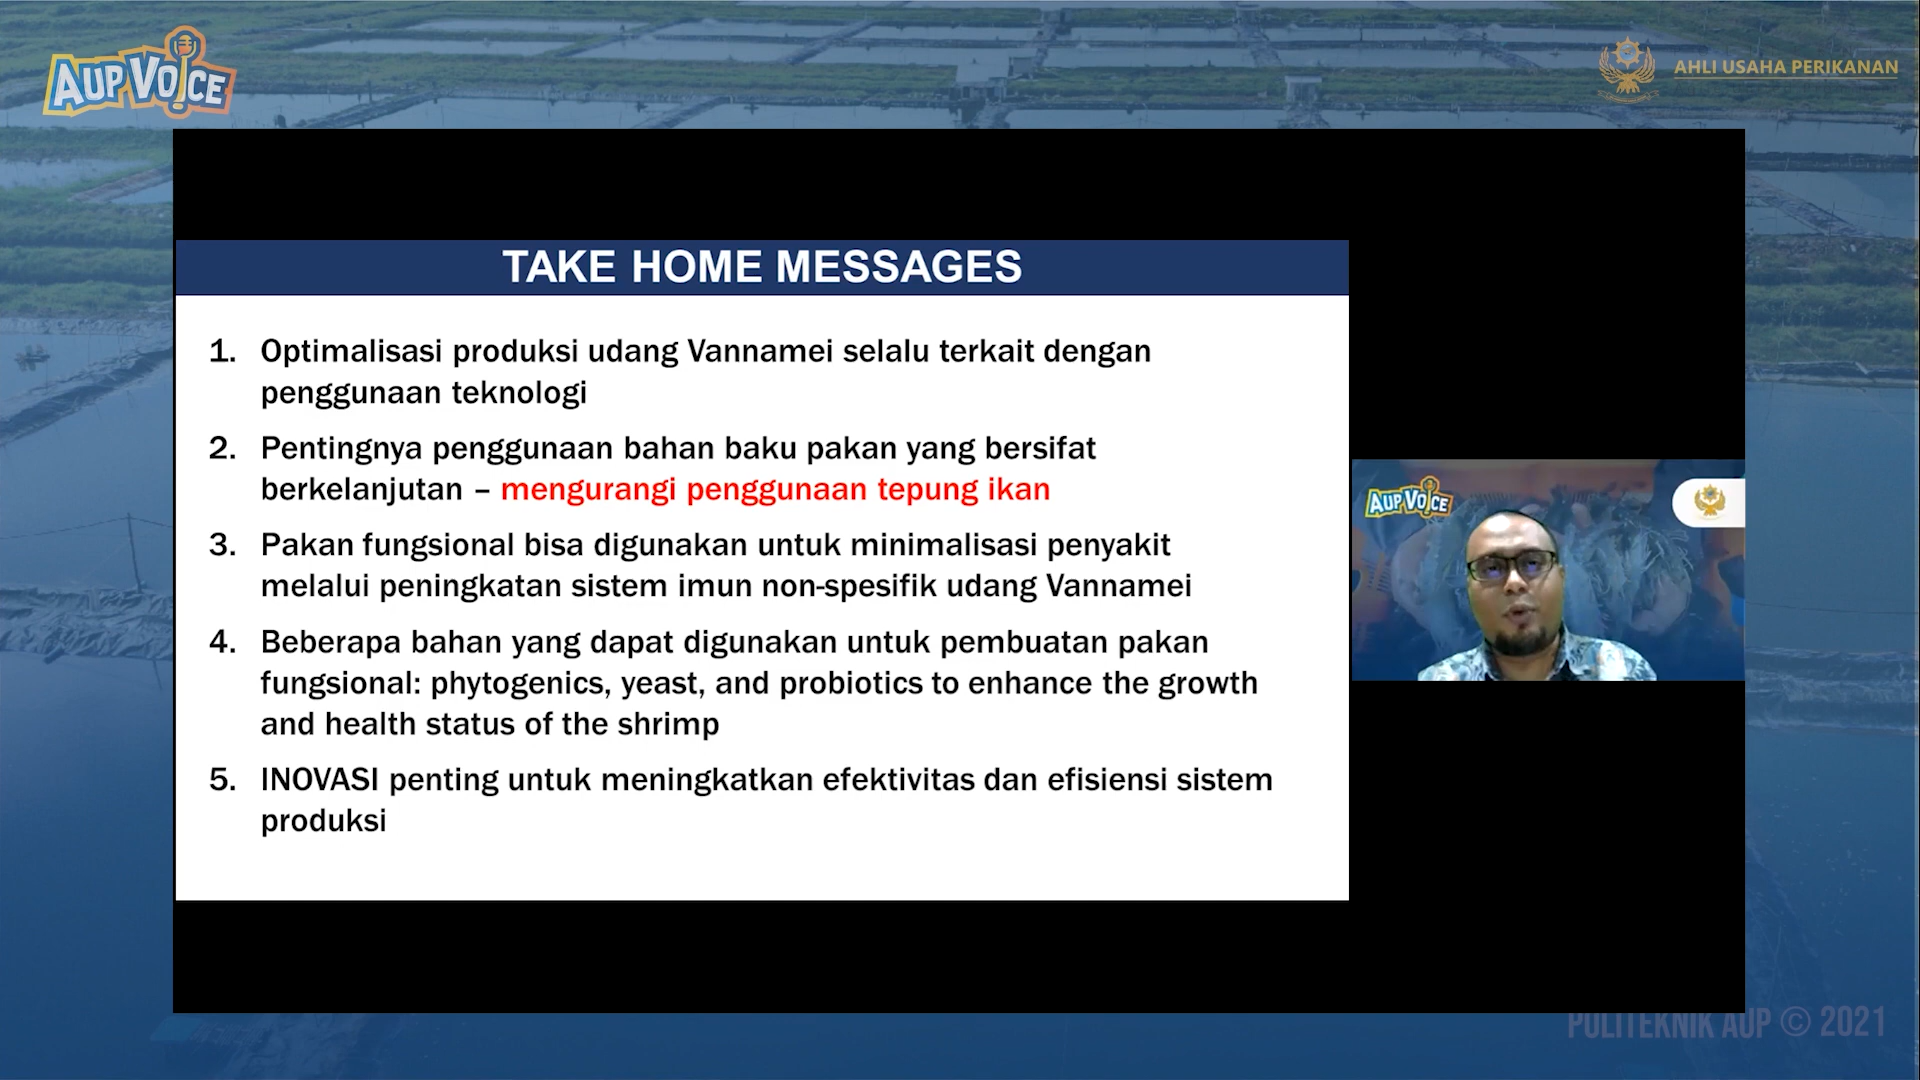 AUP VOICE
AHLI USAHA PERIKANAN
TAKE HOME MESSAGES
1. Optimalisasi produksi udang Vannamei selalu terkait dengan
penggunaan teknologi
2. Pentingnya penggunaan bahan baku pakan yang bersifat
berkelanjutan – mengurangi penggunaan tepung ikan
3. Pakan fungsional bisa digunakan untuk minimalisasi penyakit
melalui peningkatan sistem imun non-spesifik udang Vannamei
4. Beberapa bahan yang dapat digunakan untuk pembuatan pakan
fungsional: phytogenics, yeast, and probiotics to enhance the growth
and health status of the shrimp
5. INOVASI penting untuk meningkatkan efektivitas dan efisiensi sistem
produksi
AUP VOICE
POLITEKNIK AUP © 2021